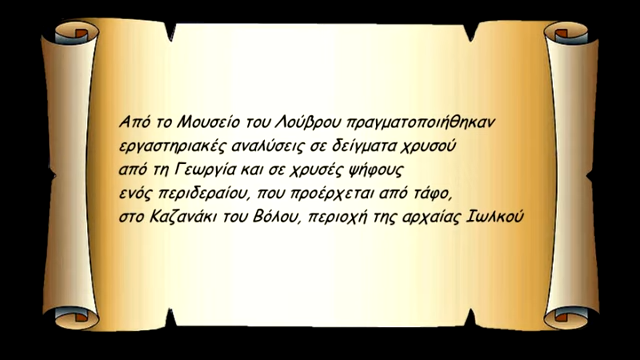 Από το Μουσείο του Λούβρου πραγματοποιήθηκαν
εργαστηριακές αναλύσεις σε δείγματα χρυσού
από τη Γεωργία και σε χρυσές ψήφους
ενός περιδεραίου, που προέρχεται από τάφο,
στο Καζανάκι του Βόλου, περιοχή της αρχαίας Ιωλκού